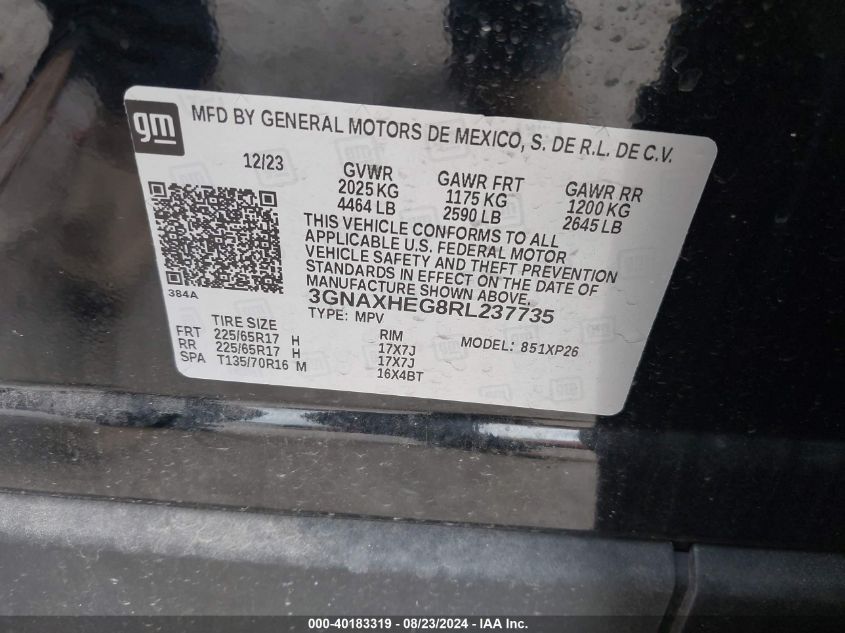 gm
MFD BY GENERAL MOTORS DE MEXICO, S. DE R.L. DE C.V.
12/23
GVWR
2025 KG
4464 LB
GAWR FRT
1175 KG
2590 LB
GAWR RR
1200 KG
2645 LB
THIS VEHICLE CONFORMS TO ALL
APPLICABLE U.S. FEDERAL MOTOR
VEHICLE SAFETY AND THEFT PREVENTION
STANDARDS IN EFFECT ON THE DATE OF
MANUFACTURE SHOWN ABOVE.
384A
3GNAXHEG8RL237735
TYPE: MPV
MODEL: 851XP26
TIRE SIZE
RIM
FRT 225/65R17 H 17X7J
RR 225/65R17 H 17X7J
SPA T135/70R16 M 16X4BT
000-40183319 - 08/23/2024 - IAA Inc.